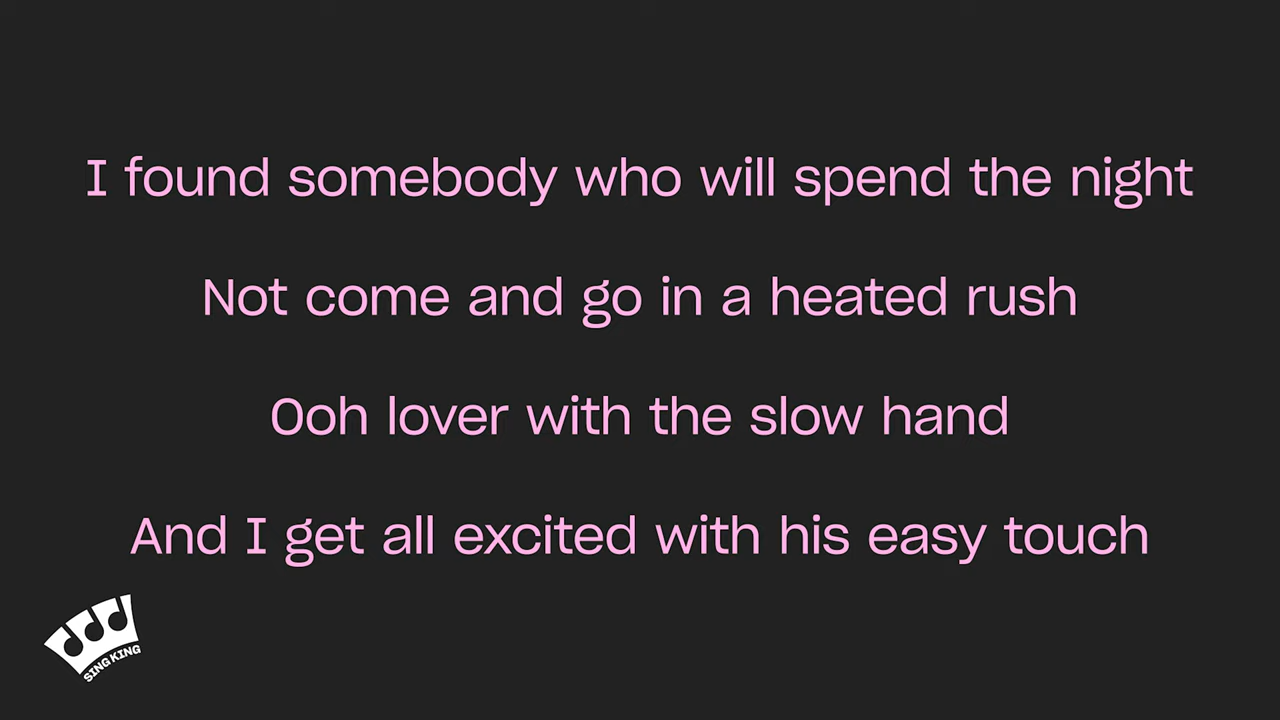 I found somebody who will spend the night
Not come and go in a heated rush
Ooh lover with the slow hand
And I get all excited with his easy touch
SING KING